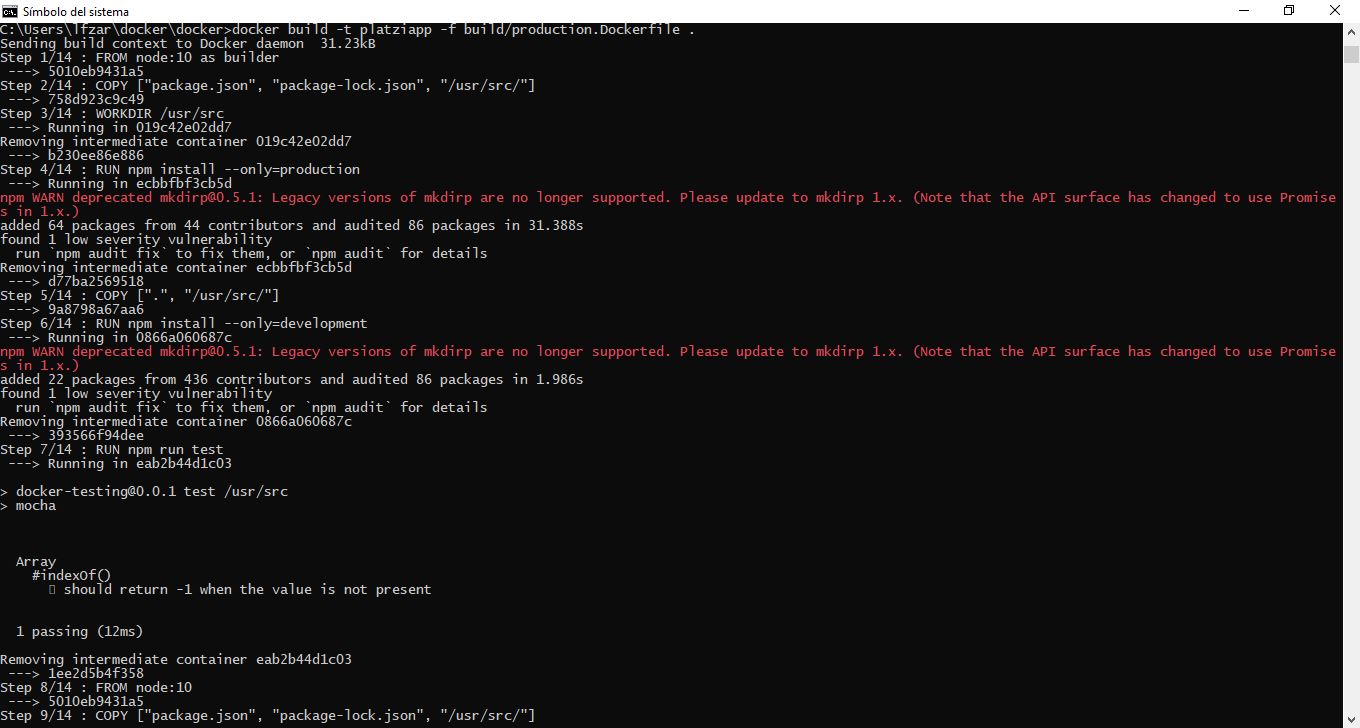 Símbolo del sistema
C:\Users\lfzar\docker\docker>docker build -t platziapp -f build/production.Dockerfile .
Sending build context to Docker daemon  31.23kB
Step 1/14 : FROM node:10 as builder
 ---> 5010eb9431a5
Step 2/14 : COPY ["package.json", "package-lock.json", "/usr/src/"]
 ---> 758d923c9c49
Step 3/14 : WORKDIR /usr/src
 ---> Running in 019c42e02dd7
Removing intermediate container 019c42e02dd7
 ---> b230ee86e886
Step 4/14 : RUN npm install --only=production
 ---> Running in ecbbfbf3cb5d
npm WARN deprecated mkdirp@0.5.1: Legacy versions of mkdirp are no longer supported. Please update to mkdirp 1.x. (Note that the API surface has changed to use Promise
s in 1.x.)
added 64 packages from 44 contributors and audited 86 packages in 31.388s
found 1 low severity vulnerability
  run `npm audit fix` to fix them, or `npm audit` for details
Removing intermediate container ecbbfbf3cb5d
 ---> d77ba2569518
Step 5/14 : COPY [".", "/usr/src/"]
 ---> 9a8798a67aa6
Step 6/14 : RUN npm install --only=development
 ---> Running in 0866a060687c
npm WARN deprecated mkdirp@0.5.1: Legacy versions of mkdirp are no longer supported. Please update to mkdirp 1.x. (Note that the API surface has changed to use Promise
s in 1.x.)
added 22 packages from 436 contributors and audited 86 packages in 1.986s
found 1 low severity vulnerability
  run `npm audit fix` to fix them, or `npm audit` for details
Removing intermediate container 0866a060687c
 ---> 393566f94dee
Step 7/14 : RUN npm run test
 ---> Running in eab2b44d1c03
> docker-testing@0.0.1 test /usr/src
> mocha
  Array
    #indexOf()
      should return -1 when the value is not present
  1 passing (12ms)
Removing intermediate container eab2b44d1c03
 ---> 1ee2d5b4f358
Step 8/14 : FROM node:10
 ---> 5010eb9431a5
Step 9/14 : COPY ["package.json", "package-lock.json", "/usr/src/"]